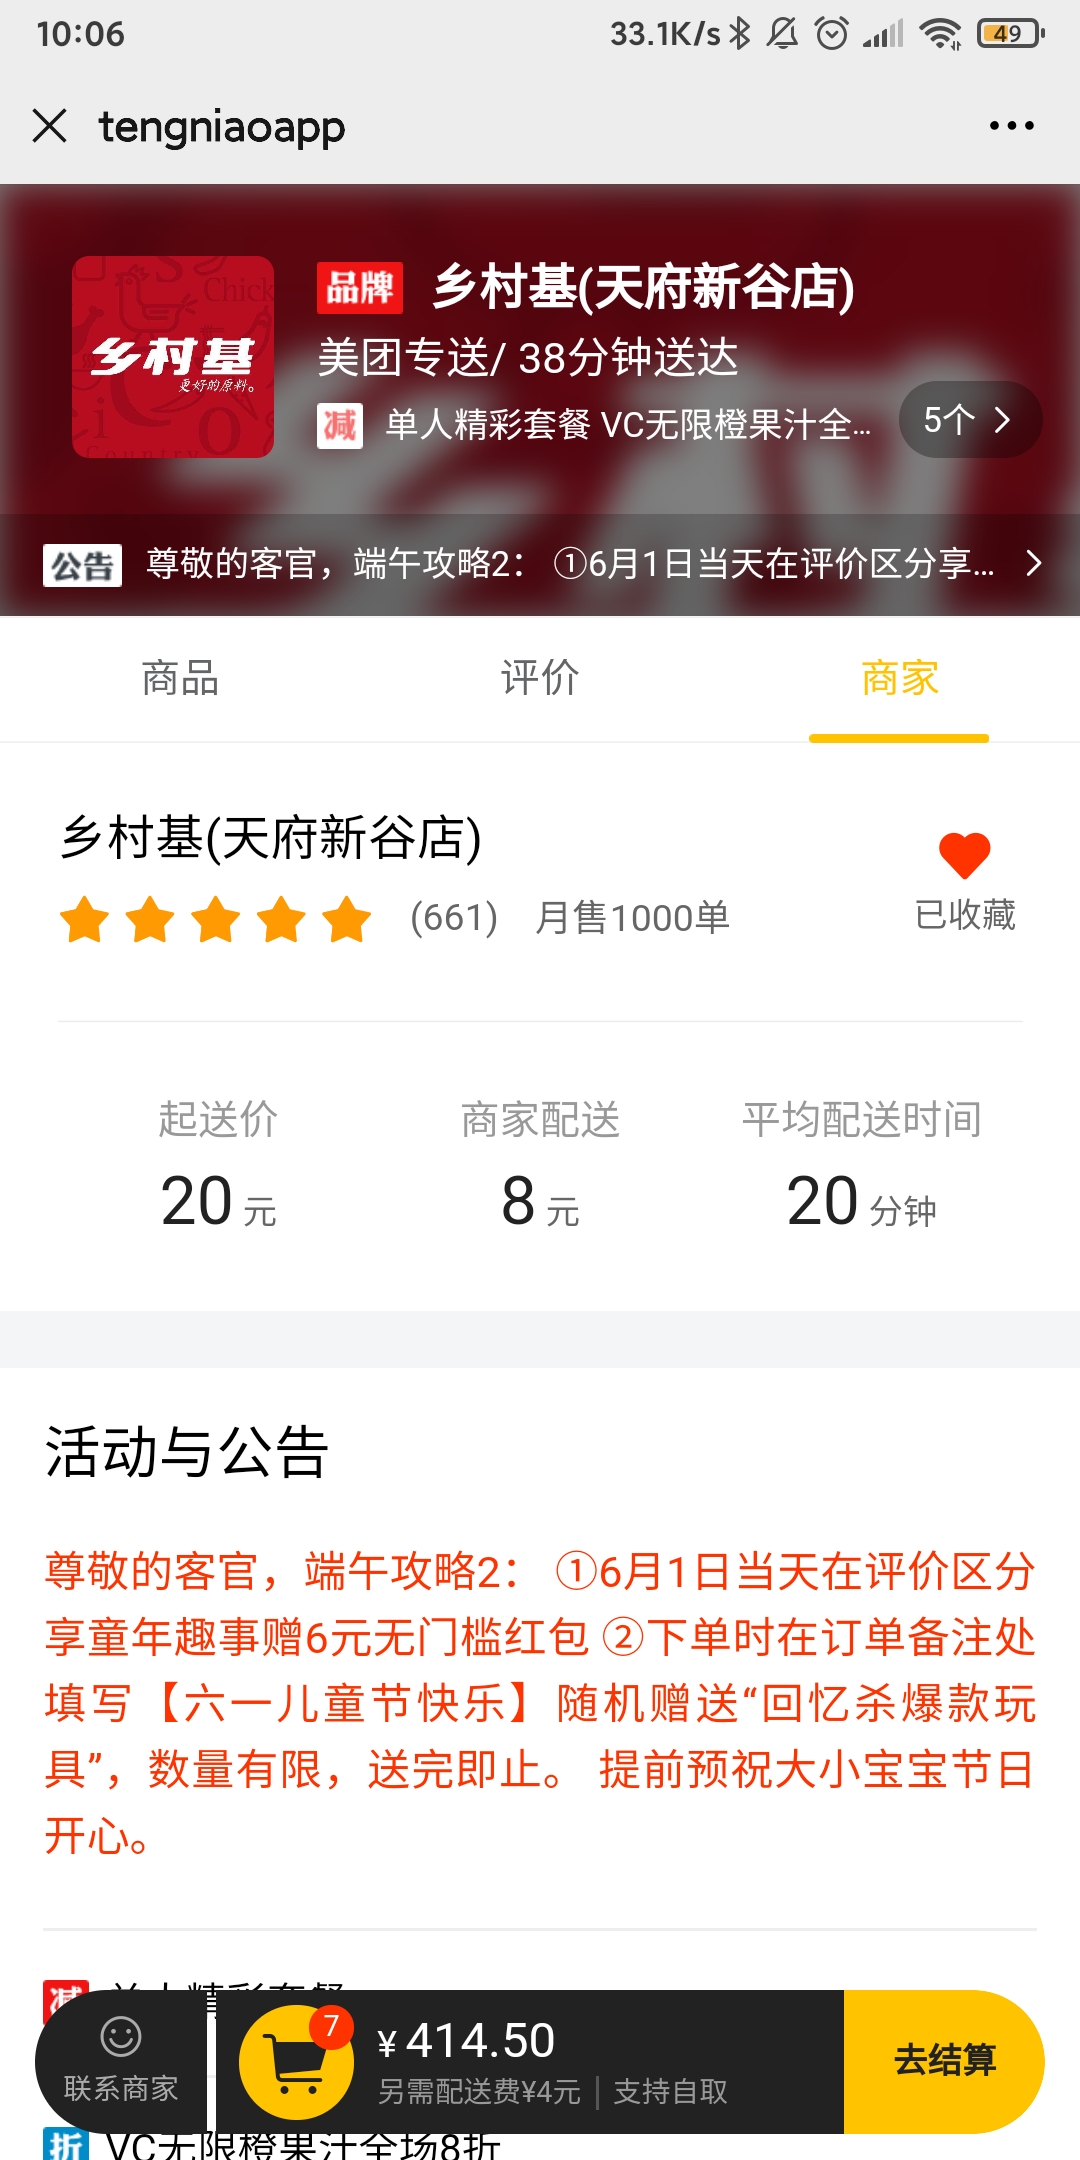 10:06
33.1K/s
49
tengniaoapp
品牌 乡村基(天府新谷店)
Chick
乡村基
更好的原料。
Country
美团专送/ 38分钟送达
减 单人精彩套餐 VC无限橙果汁全...
5个
公告 尊敬的客官，端午攻略2： ①6月1日当天在评价区分享...
商品 评价 商家
乡村基(天府新谷店)
(661) 月售1000单
已收藏
起送价 商家配送 平均配送时间
20 元 8 元 20 分钟
活动与公告
尊敬的客官，端午攻略2： ①6月1日当天在评价区分
享童年趣事赠6元无门槛红包 ②下单时在订单备注处
填写【六一儿童节快乐】随机赠送“回忆杀爆款玩
具”，数量有限，送完即止。 提前预祝大小宝宝节日
开心。
减 单人精彩套餐
联系商家
7
¥ 414.50
另需配送费¥4元 | 支持自取
去结算
折 VC无限橙果汁全场8折